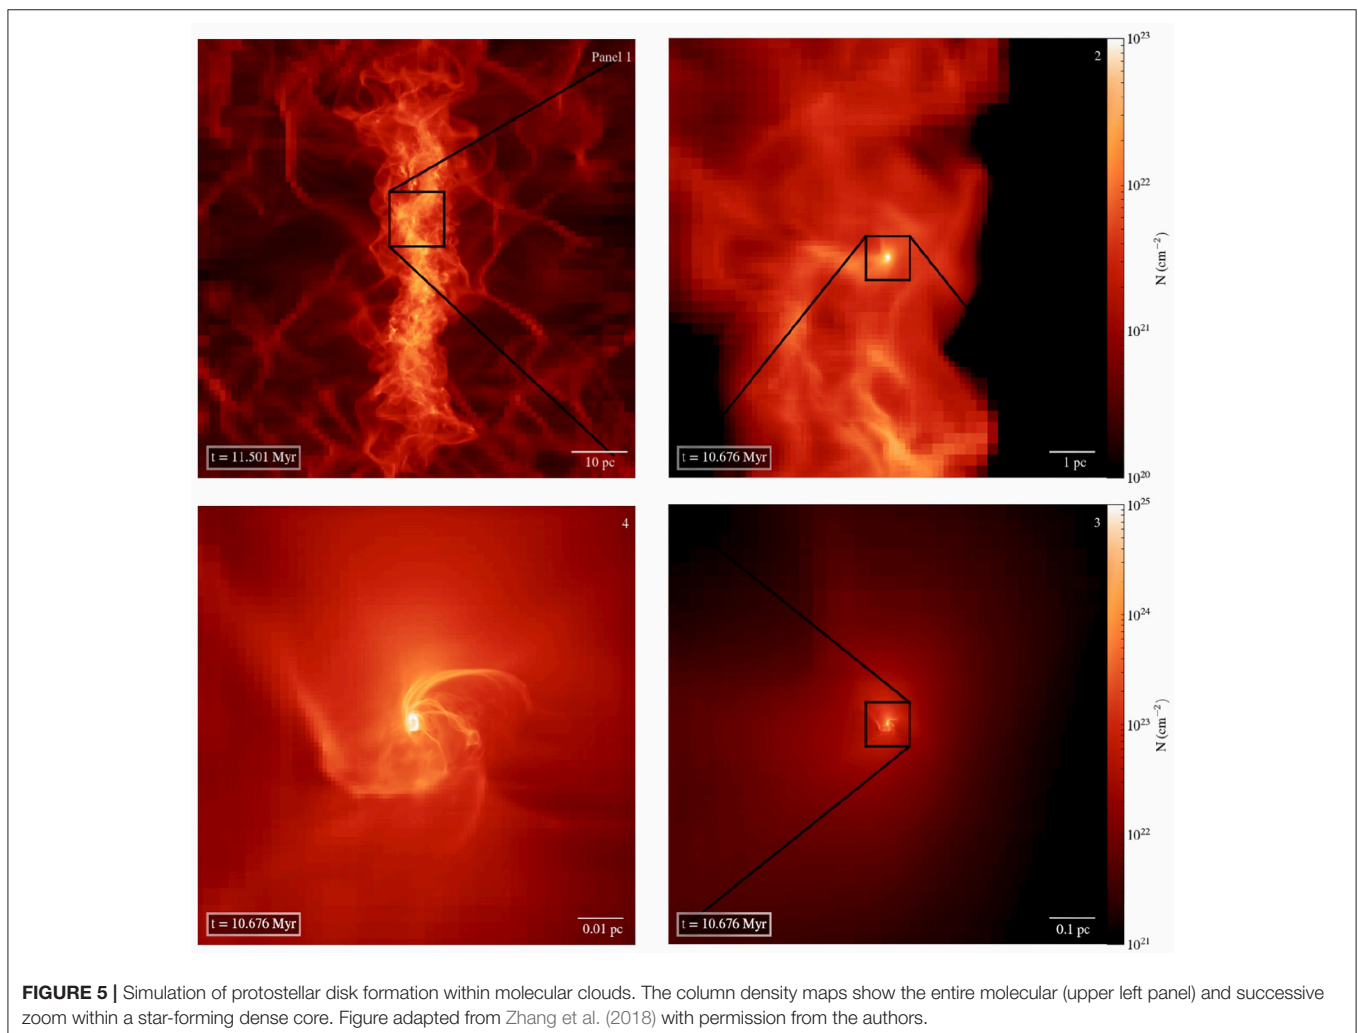 Panel 1
t = 11.501 Myr
10 pc
2
t = 10.676 Myr
1 pc
10²³
10²²
10²¹
10²⁰
N (cm⁻²)
4
t = 10.676 Myr
0.01 pc
3
t = 10.676 Myr
0.1 pc
10²⁵
10²⁴
10²³
10²²
10²¹
N (cm⁻²)
FIGURE 5 | Simulation of protostellar disk formation within molecular clouds. The column density maps show the entire molecular (upper left panel) and successive
zoom within a star-forming dense core. Figure adapted from Zhang et al. (2018) with permission from the authors.